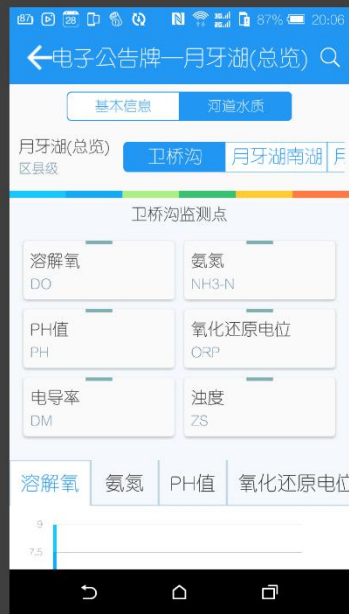 28 87% 20:06
电子公告牌—月牙湖(总览)
基本信息 河道水质
月牙湖(总览)
区县级
卫桥沟 月牙湖南湖
卫桥沟监测点
溶解氧 氨氮
DO NH3-N
PH值 氧化还原电位
PH ORP
电导率 浊度
DM ZS
溶解氧 氨氮 PH值 氧化还原电位
9
7.5